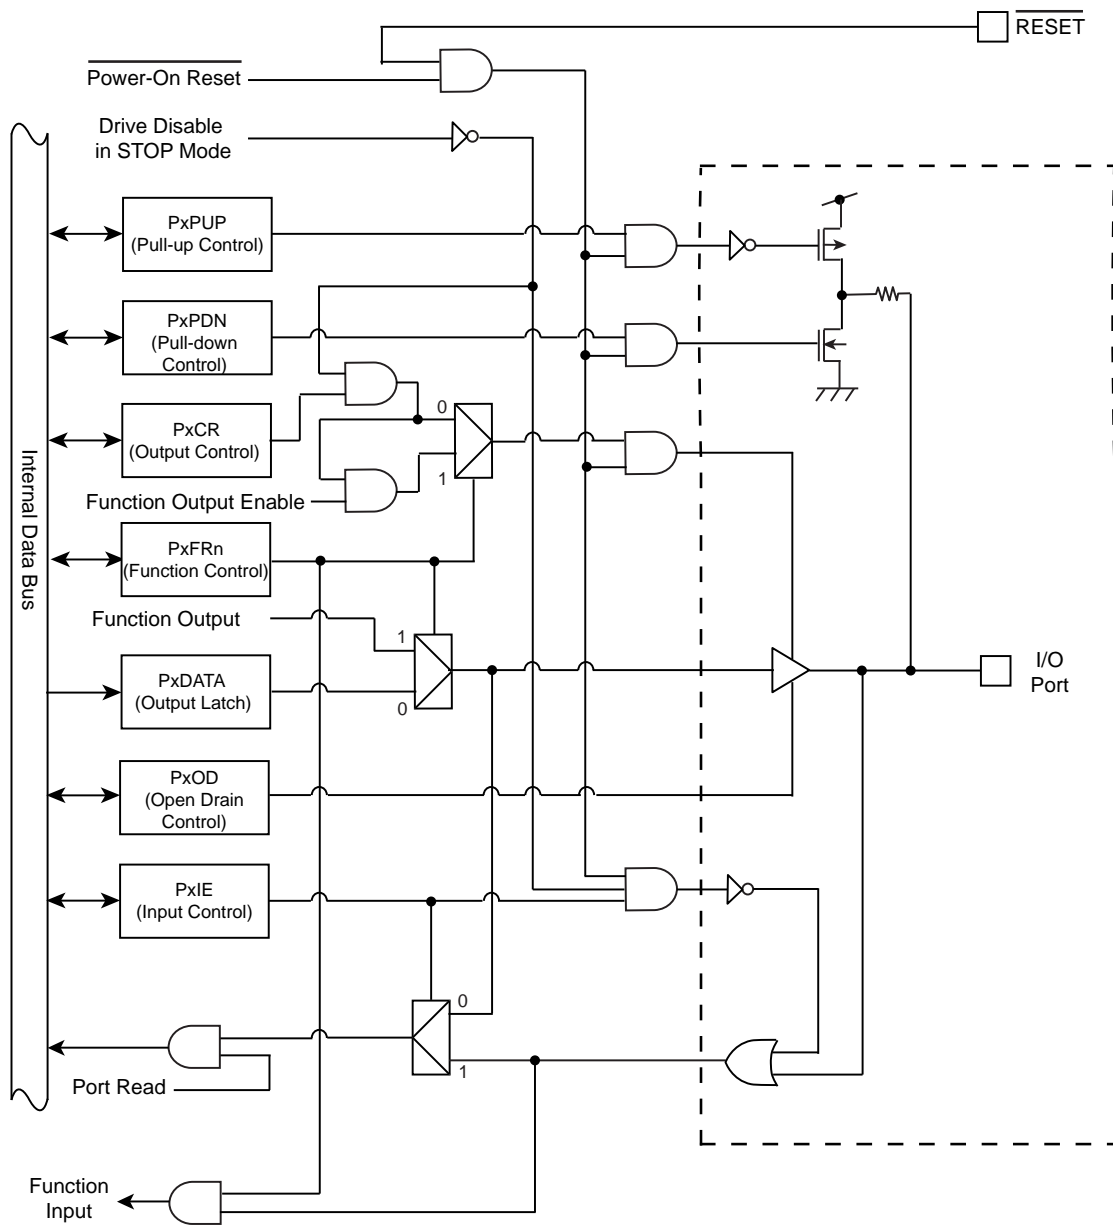 RESET
Power-On Reset
Drive Disable
in STOP Mode
PxPUP
(Pull-up Control)
PxPDN
(Pull-down
Control)
PxCR
(Output Control)
0
1
Function Output Enable
Internal Data Bus
PxFRn
(Function Control)
Function Output
1
0
PxDATA
(Output Latch)
I/O
Port
PxOD
(Open Drain
Control)
PxIE
(Input Control)
0
1
Port Read
Function
Input